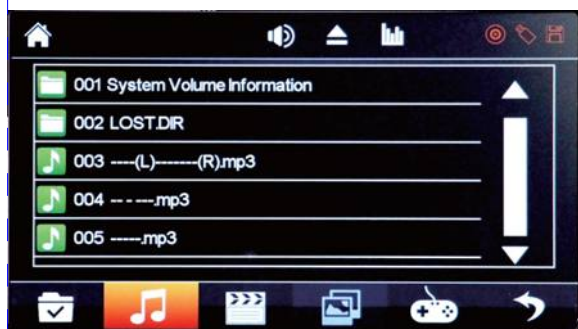 001 System Volume Information
002 LOST.DIR
003 ----(L)-------(R).mp3
004 -- - ---.mp3
005 -----.mp3